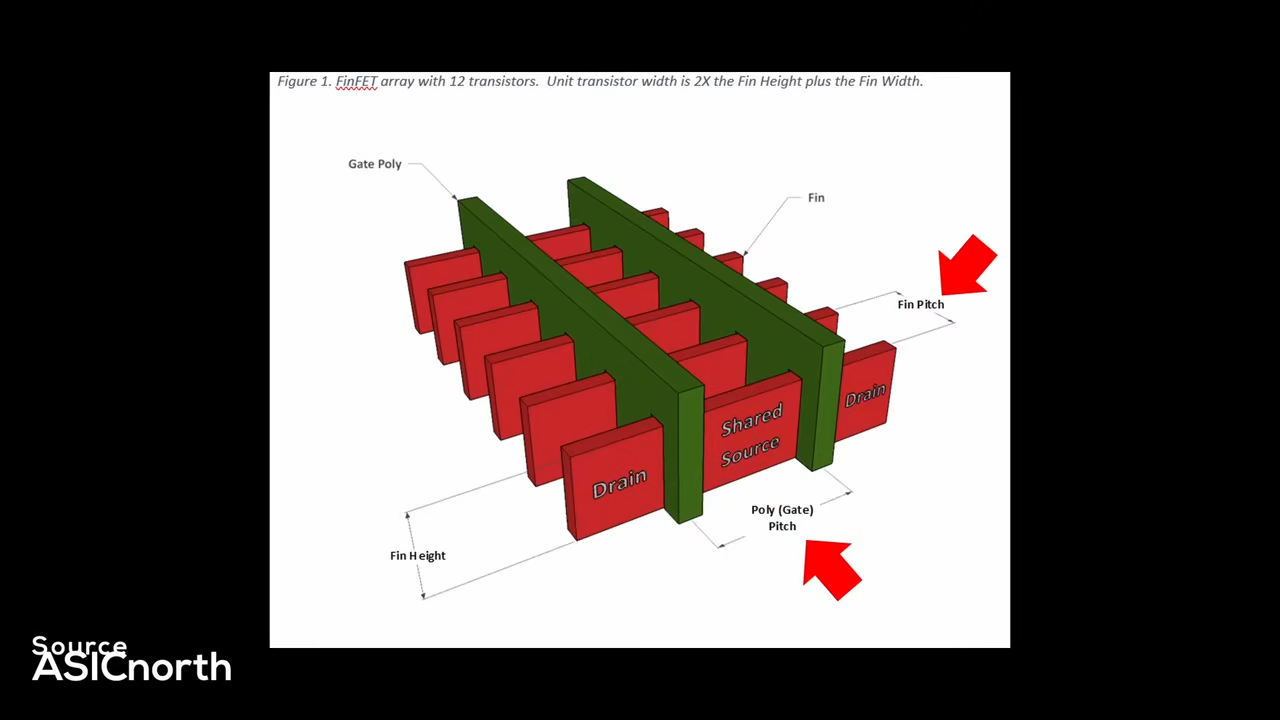 Figure 1. FinFET array with 12 transistors. Unit transistor width is 2X the Fin Height plus the Fin Width.
Gate Poly
Fin
Fin Pitch
Drain
Shared
Source
Drain
Poly (Gate)
Pitch
Fin Height
Source
ASICnorth